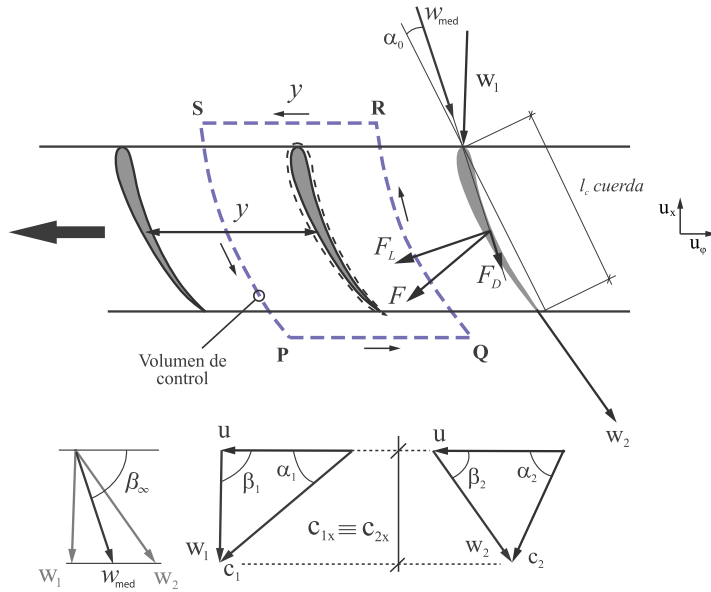 w_med
α₀
w₁
y
S
R
l_c cuerda
u_x
y
u_φ
F_L
F
F_D
Volumen de
control
P
Q
w₂
u
u
β_∞
β₁
α₁
β₂
α₂
c₁ₓ ≡ c₂ₓ
w₁
w_med
w₂
w₁
c₁
w₂
c₂